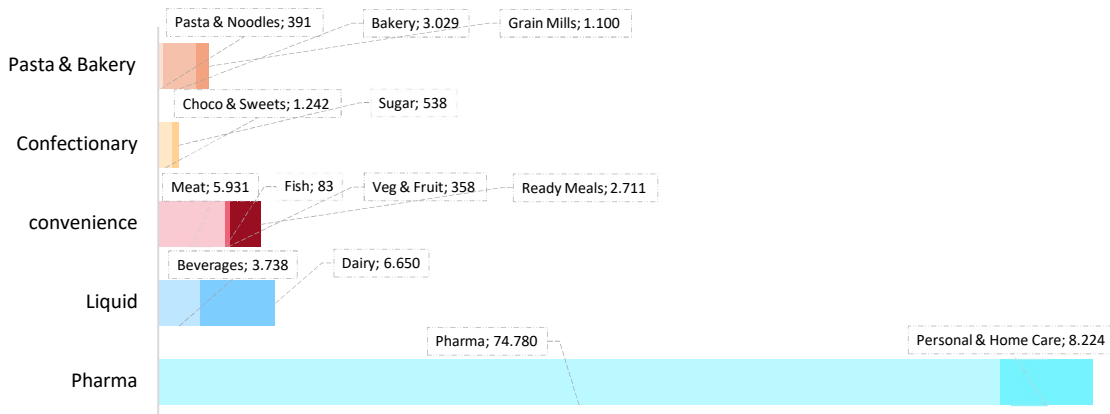 Pasta & Noodles; 391
Bakery; 3.029
Grain Mills; 1.100
Pasta & Bakery
Choco & Sweets; 1.242
Sugar; 538
Confectionary
Meat; 5.931
Fish; 83
Veg & Fruit; 358
Ready Meals; 2.711
convenience
Beverages; 3.738
Dairy; 6.650
Liquid
Pharma; 74.780
Personal & Home Care; 8.224
Pharma